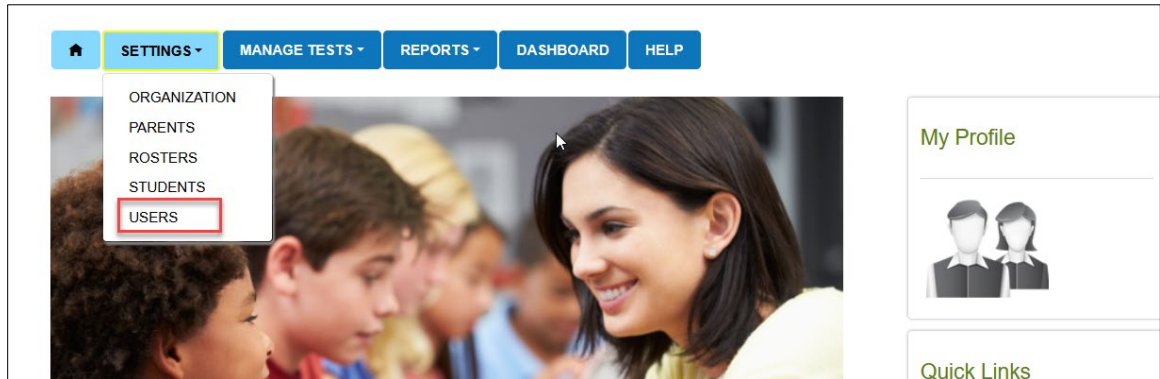 SETTINGS MANAGE TESTS REPORTS DASHBOARD HELP
ORGANIZATION
PARENTS
ROSTERS
STUDENTS
USERS
My Profile
Quick Links